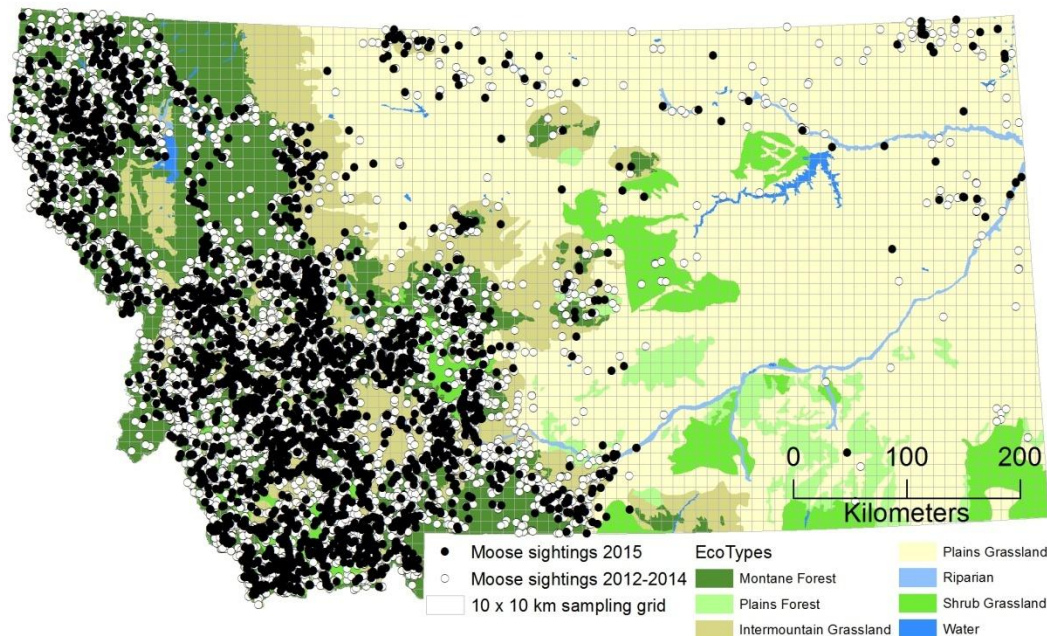 0 100 200
Kilometers
Moose sightings 2015
Moose sightings 2012-2014
10 x 10 km sampling grid
EcoTypes
Montane Forest
Plains Forest
Intermountain Grassland
Plains Grassland
Riparian
Shrub Grassland
Water